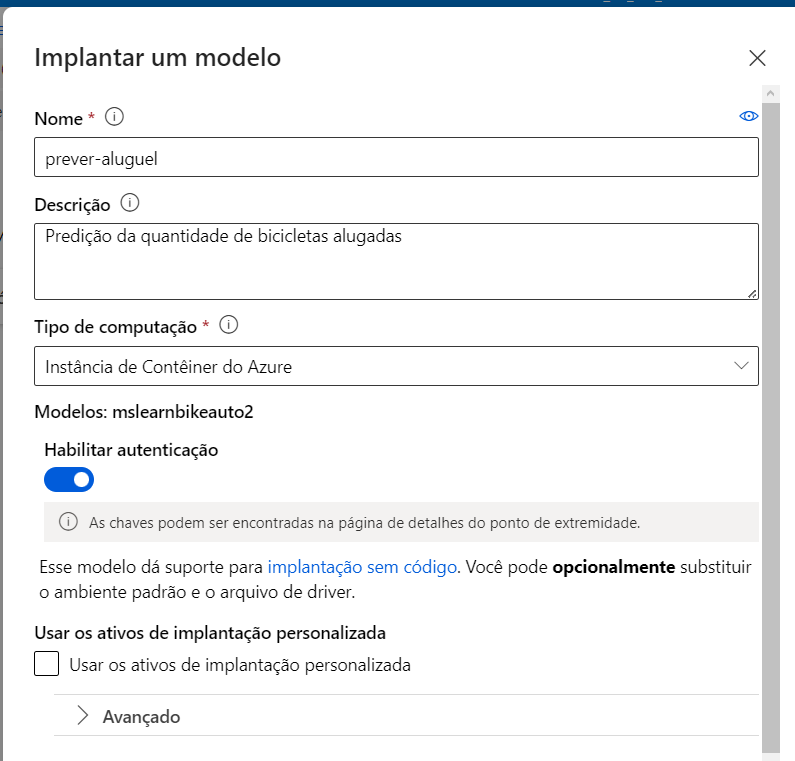 Implantar um modelo
Nome *
prever-aluguel
Descrição
Predição da quantidade de bicicletas alugadas
Tipo de computação *
Instância de Contêiner do Azure
Modelos: mslearnbikeauto2
Habilitar autenticação
As chaves podem ser encontradas na página de detalhes do ponto de extremidade.
Esse modelo dá suporte para implantação sem código. Você pode opcionalmente substituir
o ambiente padrão e o arquivo de driver.
Usar os ativos de implantação personalizada
Usar os ativos de implantação personalizada
Avançado